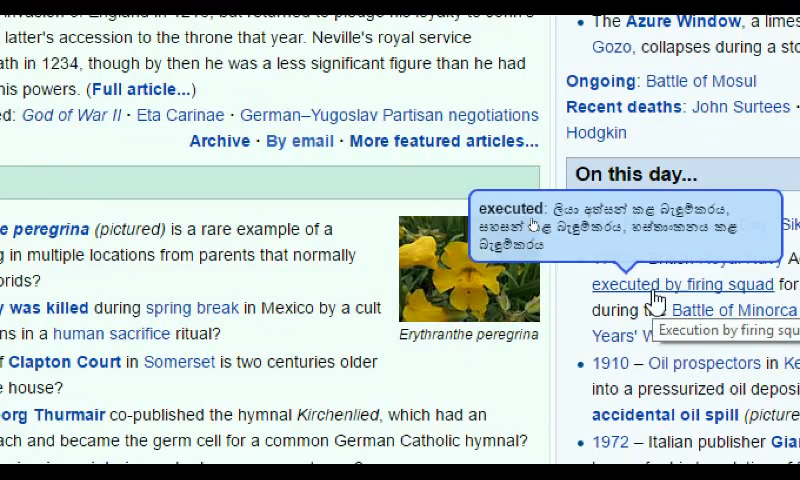 invasion of England in 1216, but returned to pledge his loyalty to John's
latter's accession to the throne that year. Neville's royal service
ath in 1234, though by then he was a less significant figure than he had
his powers. (Full article...)
ed: God of War II · Eta Carinae · German–Yugoslav Partisan negotiations
Archive · By email · More featured articles...
e peregrina (pictured) is a rare example of a
g in multiple locations from parents that normally
orids?
y was killed during spring break in Mexico by a cult
ns in a human sacrifice ritual?
f Clapton Court in Somerset is two centuries older
e house?
org Thurmair co-published the hymnal Kirchenlied, which had an
ach and became the germ cell for a common German Catholic hymnal?
Erythranthe peregrina
The Azure Window, a limes
Gozo, collapses during a sto
Ongoing: Battle of Mosul
Recent deaths: John Surtees ·
Hodgkin
On this day...
executed: ලියා අත්සන් කළ බැඳුම්කරය,
සහසන් කළ බැඳුම්කරය, හස්තාංකනය කළ
බැඳුම්කරය
executed by firing squad for
during the Battle of Minorca
Years' W
Execution by firing squ
1910 – Oil prospectors in Ke
into a pressurized oil deposi
accidental oil spill (picture
1972 – Italian publisher Gia